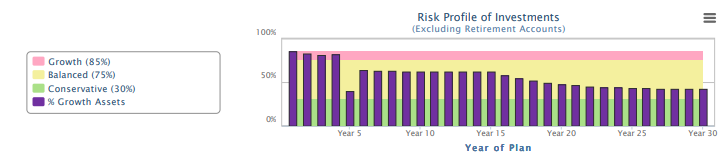 Risk Profile of Investments
(Excluding Retirement Accounts)
Growth (85%)
Balanced (75%)
Conservative (30%)
% Growth Assets
100%
50%
0%
Year 5
Year 10
Year 15
Year 20
Year 25
Year 30
Year of Plan